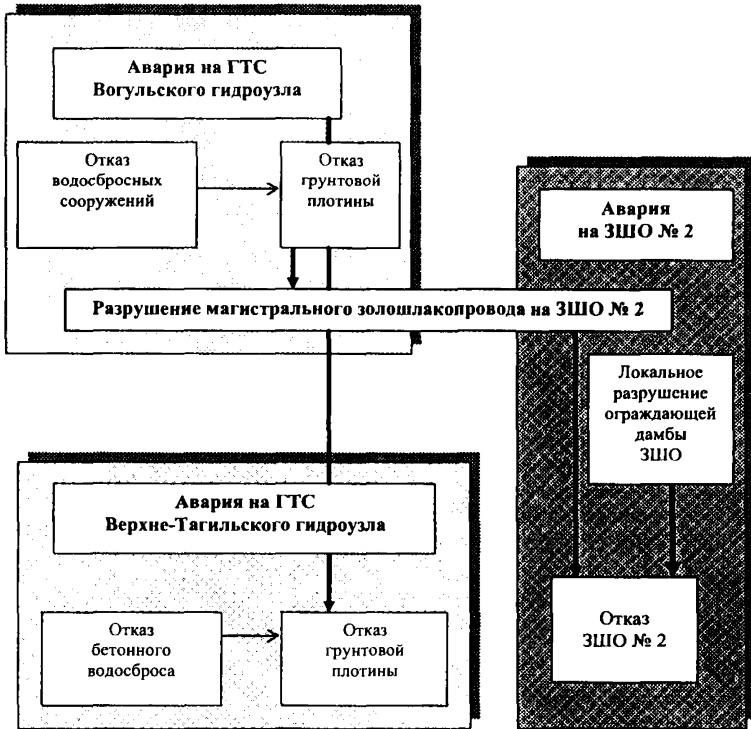 Авария на ГТС
Вогульского гидроузла
Отказ
водосбросных
сооружений
Отказ
грунтовой
плотины
Авария
на ЗШО № 2
Разрушение магистрального золошлакопровода на ЗШО № 2
Локальное
разрушение
ограждающей
дамбы
ЗШО
Авария на ГТС
Верхне-Тагильского гидроузла
Отказ
бетонного
водосброса
Отказ
грунтовой
плотины
Отказ
ЗШО № 2